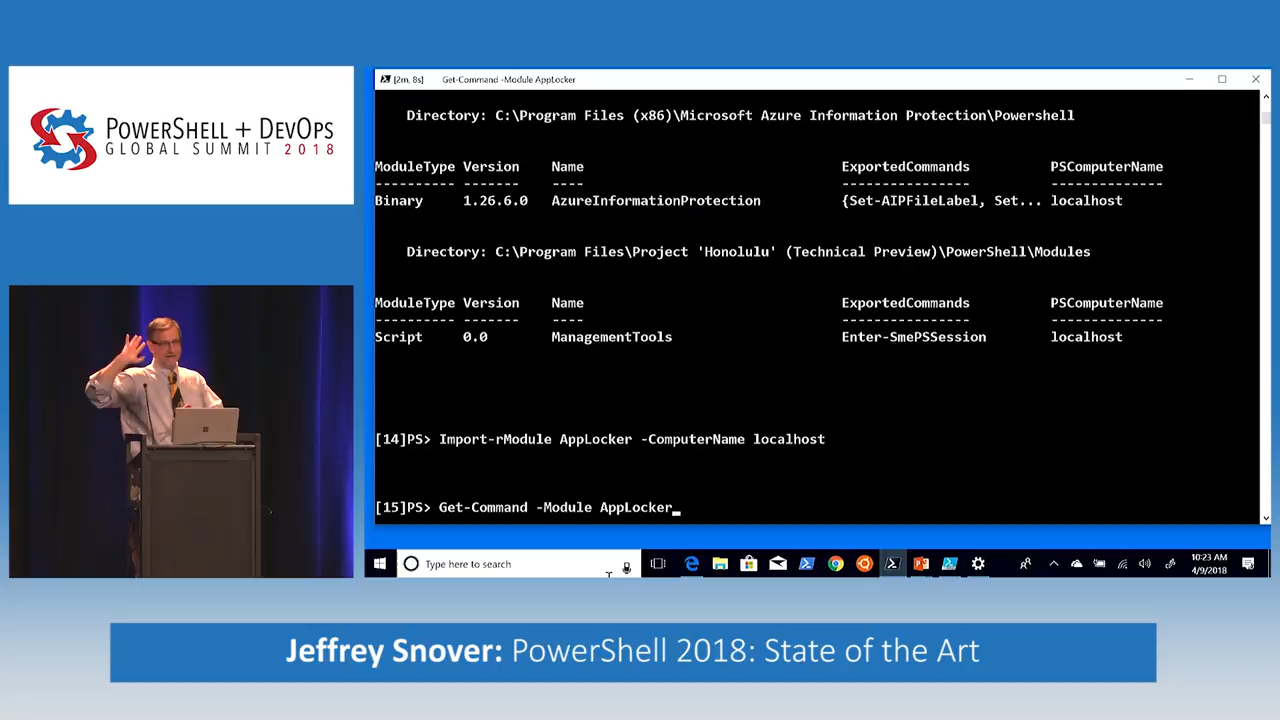 POWERSHELL + DEVOPS
GLOBAL SUMMIT 2018
[2m, 8s] Get-Command -Module AppLocker
Directory: C:\Program Files (x86)\Microsoft Azure Information Protection\Powershell
ModuleType Version Name ExportedCommands PSComputerName
---------- ------- ---- ---------------- --------------
Binary 1.26.6.0 AzureInformationProtection {Set-AIPFileLabel, Set... localhost
Directory: C:\Program Files\Project 'Honolulu' (Technical Preview)\PowerShell\Modules
ModuleType Version Name ExportedCommands PSComputerName
---------- ------- ---- ---------------- --------------
Script 0.0 ManagementTools Enter-SmePSSession localhost
[14]PS> Import-rModule AppLocker -ComputerName localhost
[15]PS> Get-Command -Module AppLocker
Type here to search
10:23 AM
4/9/2018
Jeffrey Snover: PowerShell 2018: State of the Art